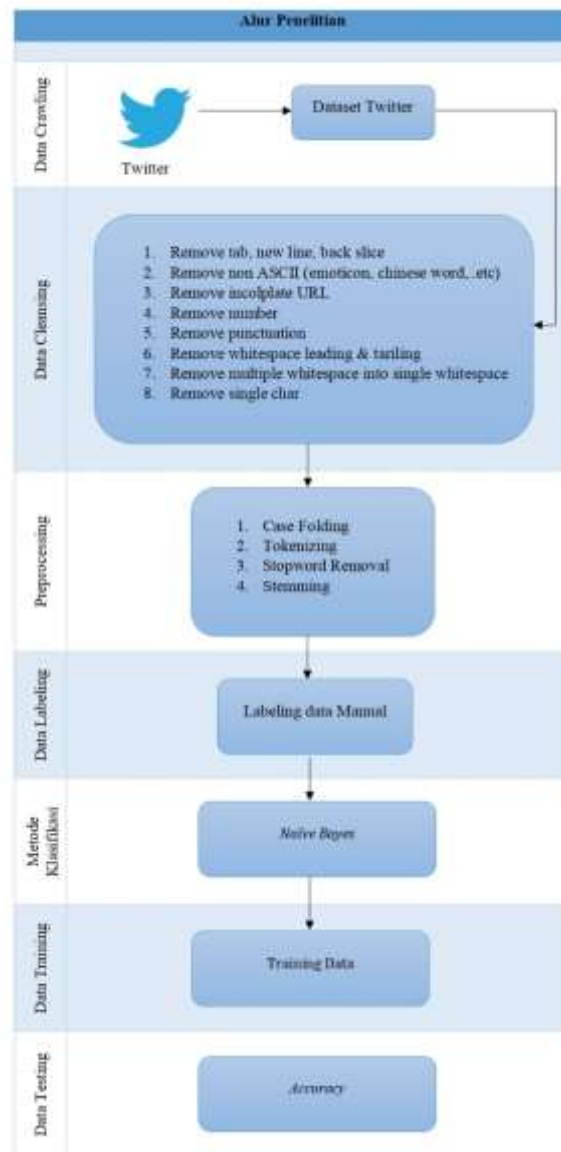 Alur Penelitian
Data Crawling
Twitter
Dataset Twitter
Data Cleansing
1. Remove tab, new line, back slice
2. Remove non ASCII (emoticon, chinese word,..etc)
3. Remove incolplate URL
4. Remove number
5. Remove punctuation
6. Remove whitespace leading & tariling
7. Remove multiple whitespace into single whitespace
8. Remove single char
Preprocessing
1. Case Folding
2. Tokenizing
3. Stopword Removal
4. Stemming
Data Labeling
Labeling data Manual
Metode
Klasifikasi
Naïve Bayes
Data Training
Training Data
Data Testing
Accuracy